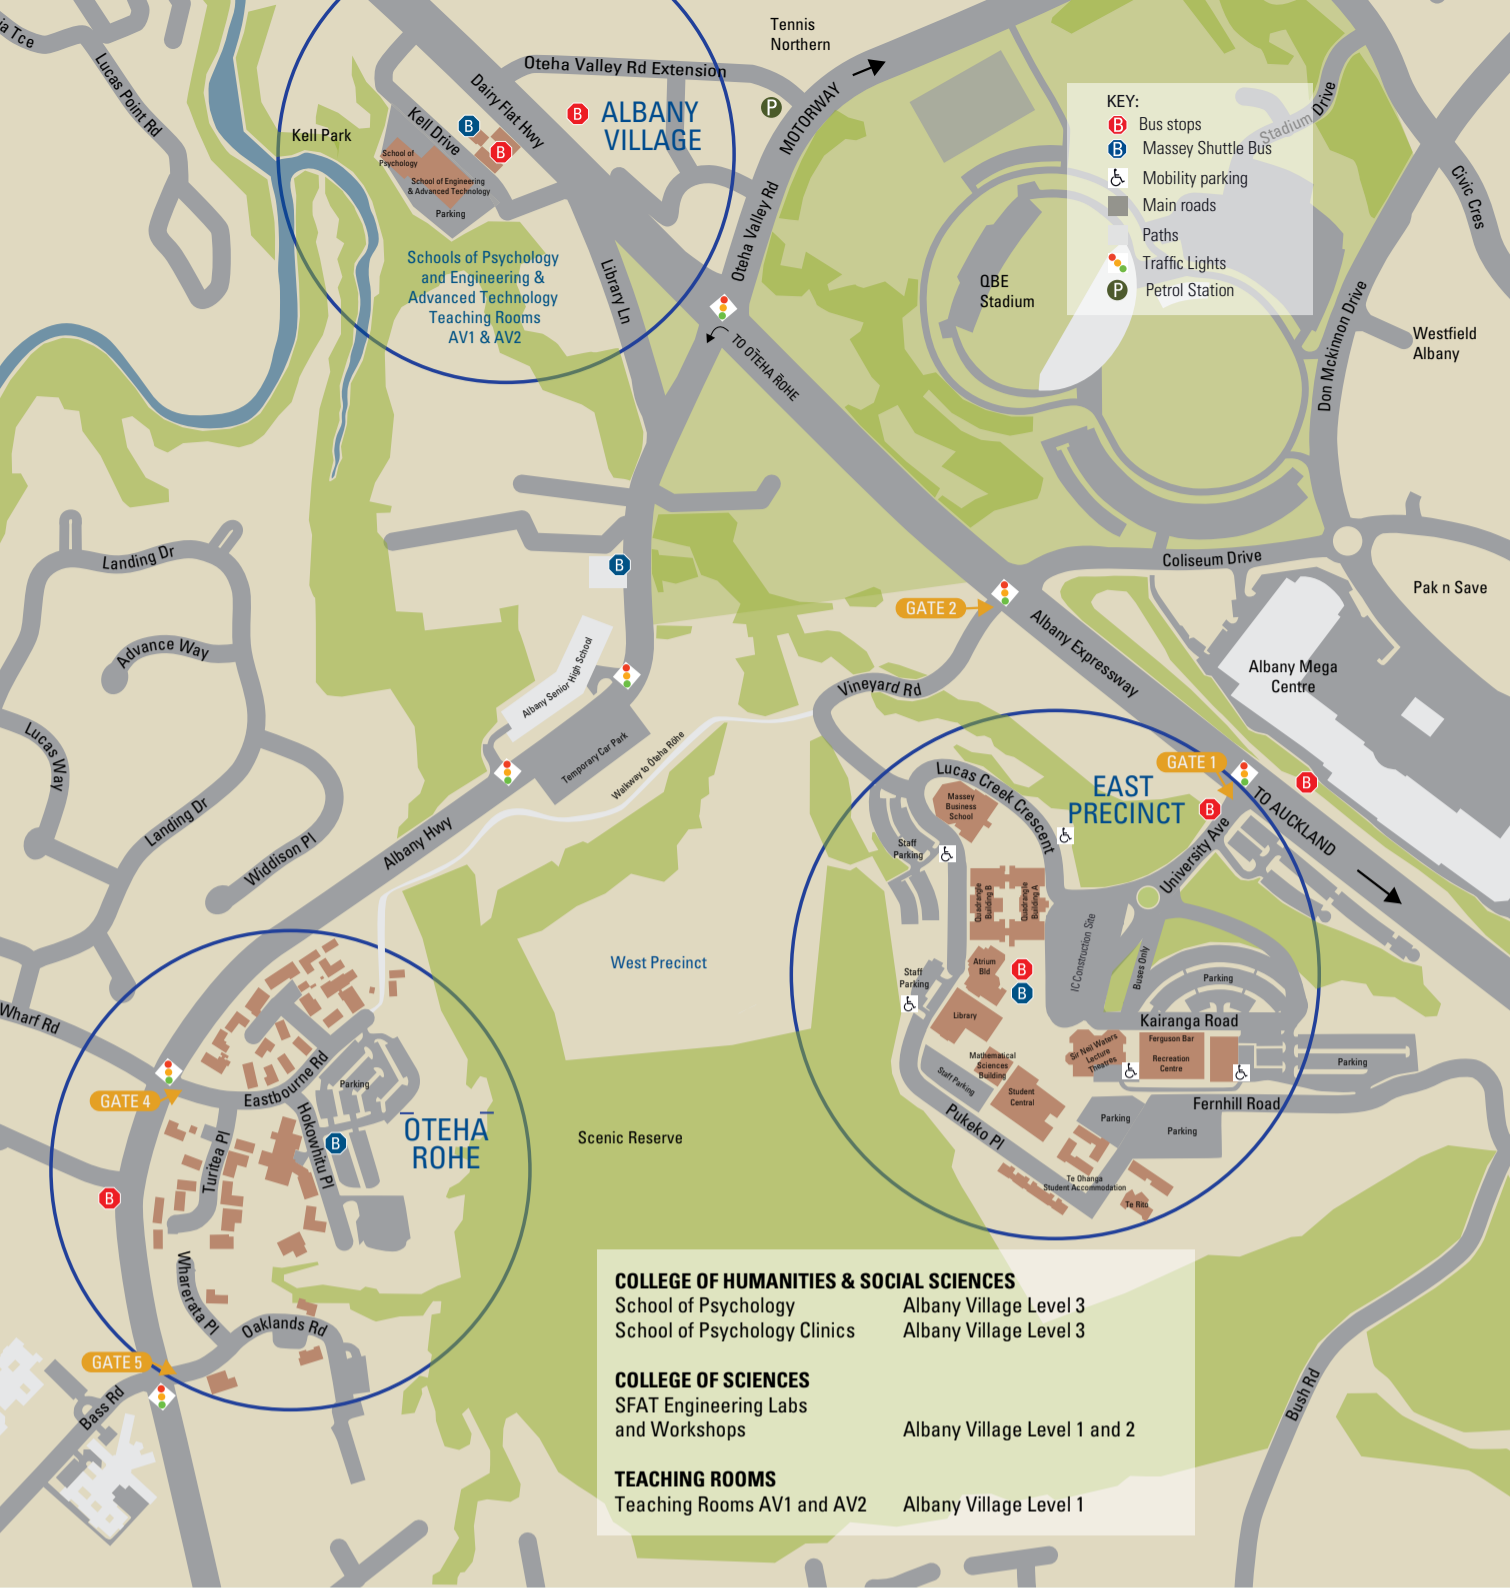 ia Tce
Lucas Point Rd
Kell Park
Tennis
Northern
Oteha Valley Rd Extension
Dairy Flat Hwy
Kell Drive
B
B
B
ALBANY
VILLAGE
P
MOTORWAY
School of
Psychology
School of Engineering
& Advanced Technology
Parking
Schools of Psychology
and Engineering &
Advanced Technology
Teaching Rooms
AV1 & AV2
Library Ln
Oteha Valley Rd
TO ŌTEHA ROHE
KEY:
B Bus stops
B Massey Shuttle Bus
Mobility parking
Main roads
Paths
Traffic Lights
P Petrol Station
Stadium Drive
Civic Cres
QBE
Stadium
Don Mckinnon Drive
Westfield
Albany
Coliseum Drive
Pak n Save
Landing Dr
B
GATE 2
Albany Expressway
Advance Way
Albany Senior High School
Vineyard Rd
Albany Mega
Centre
Lucas Way
Temporary Car Park
Walkway to Ōteha Rohe
Landing Dr
Widdison Pl
Albany Hwy
GATE 1
B
B
TO AUCKLAND
EAST
PRECINCT
Lucas Creek Crescent
Massey
Business
School
Staff
Parking
University Ave
Quadrangle
Building B
Quadrangle
Building A
IC Construction Site
Buses Only
West Precinct
Atrium
Bld
B
B
Staff
Parking
Parking
Library
Kairanga Road
Sir Neil Waters
Lecture
Theatres
Ferguson Bar
Recreation
Centre
Parking
Mathematical
Sciences
Building
Staff Parking
Student
Central
Fernhill Road
Parking
Parking
Pukeko Pl
Te Ohanga
Student Accommodation
Te Rito
Wharf Rd
GATE 4
Eastbourne Rd
Parking
Hokowhitu Pl
B
ŌTEHA
ROHE
Turitea Pl
B
Scenic Reserve
Wharerata Pl
Oaklands Rd
GATE 5
Bass Rd
Bush Rd
COLLEGE OF HUMANITIES & SOCIAL SCIENCES
School of Psychology Albany Village Level 3
School of Psychology Clinics Albany Village Level 3
COLLEGE OF SCIENCES
SFAT Engineering Labs
and Workshops Albany Village Level 1 and 2
TEACHING ROOMS
Teaching Rooms AV1 and AV2 Albany Village Level 1